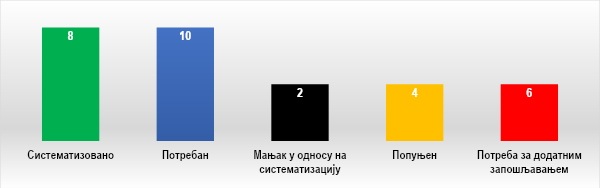 8
10
2
4
6
Систематизовано
Потребан
Мањак у односу на
систематизацију
Попуњен
Потреба за додатним
запошљавањем